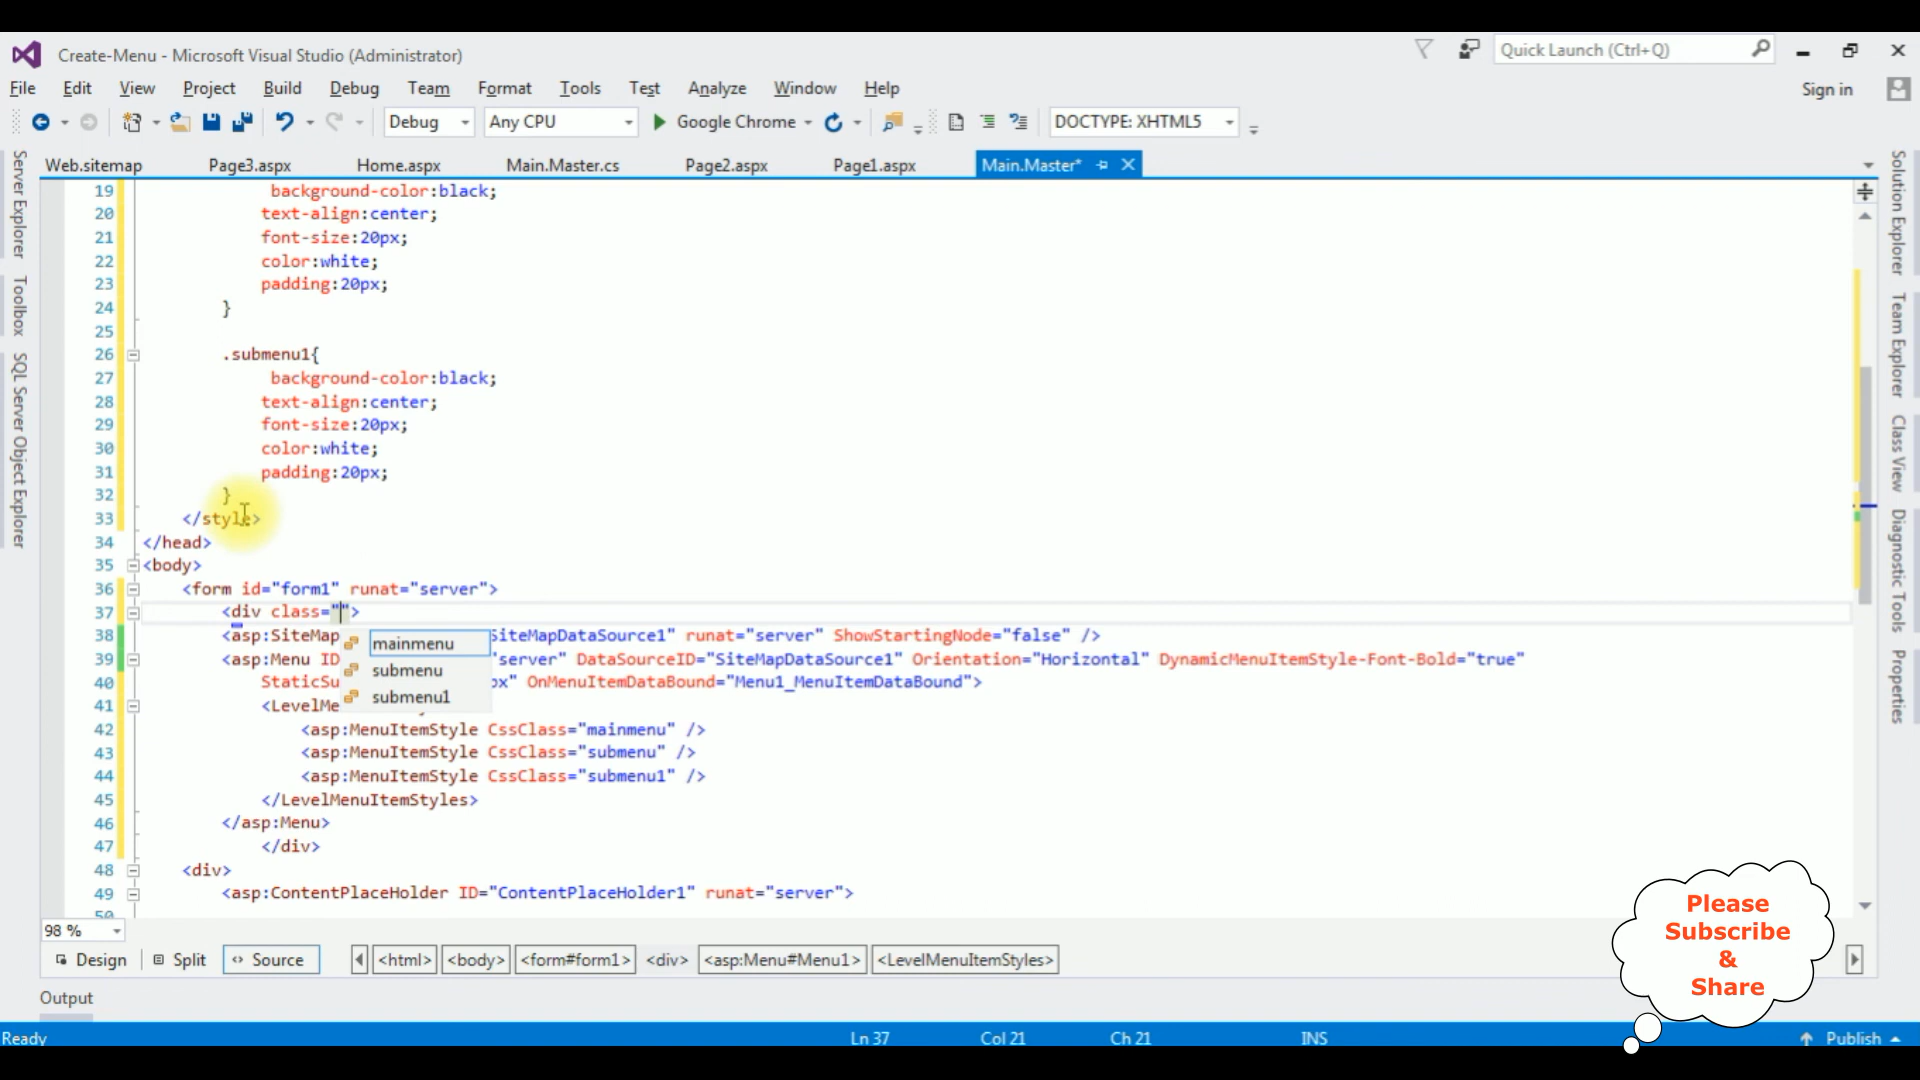 Create-Menu - Microsoft Visual Studio (Administrator)
Quick Launch (Ctrl+Q)
File Edit View Project Build Debug Team Format Tools Test Analyze Window Help
Sign in
Debug Any CPU Google Chrome DOCTYPE: XHTML5
Web.sitemap Page3.aspx Home.aspx Main.Master.cs Page2.aspx Page1.aspx Main.Master*
Server Explorer
Toolbox
SQL Server Object Explorer
19 background-color:black;
20 text-align:center;
21 font-size:20px;
22 color:white;
23 padding:20px;
24 }
25
26 .submenu1{
27 background-color:black;
28 text-align:center;
29 font-size:20px;
30 color:white;
31 padding:20px;
32 }
33 </style>
34 </head>
35 <body>
36 <form id="form1" runat="server">
37 <div class="">
38 <asp:SiteMap SiteMapDataSource1" runat="server" ShowStartingNode="false" />
39 <asp:Menu ID "server" DataSourceID="SiteMapDataSource1" Orientation="Horizontal" DynamicMenuItemStyle-Font-Bold="true"
40 StaticSu px" OnMenuItemDataBound="Menu1_MenuItemDataBound">
41 <LevelMe
mainmenu
submenu
submenu1
42 <asp:MenuItemStyle CssClass="mainmenu" />
43 <asp:MenuItemStyle CssClass="submenu" />
44 <asp:MenuItemStyle CssClass="submenu1" />
45 </LevelMenuItemStyles>
46 </asp:Menu>
47 </div>
48 <div>
49 <asp:ContentPlaceHolder ID="ContentPlaceHolder1" runat="server">
50
Solution Explorer
Team Explorer
Class View
Diagnostic Tools
Properties
98 %
Design Split Source <html> <body> <form#form1> <div> <asp:Menu#Menu1> <LevelMenuItemStyles>
Output
Ready Ln 37 Col 21 Ch 21 INS Publish
Please
Subscribe
&
Share